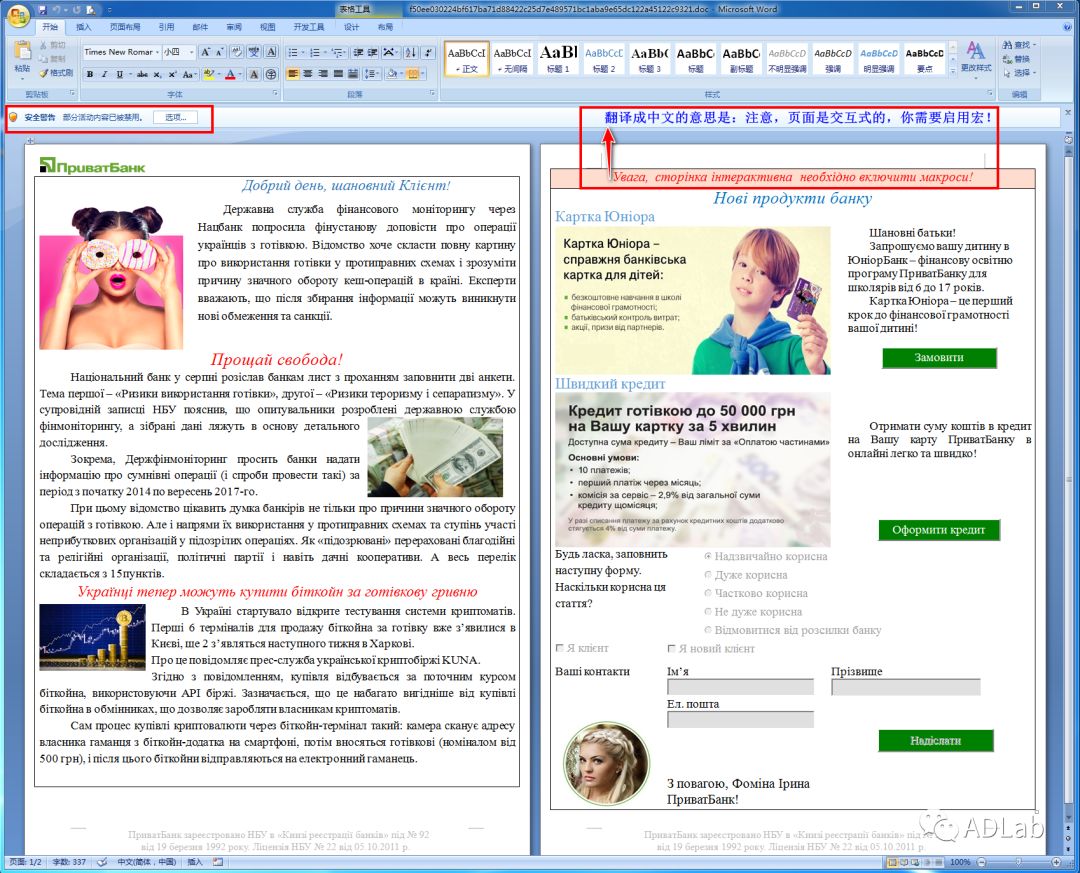 表格工具
f50ee030224bf617ba71d88422c25d7e489571bc1aba9e65dc122a45122c9321.doc - Microsoft Word
开始 插入 页面布局 引用 邮件 审阅 视图 开发工具 设计 布局
粘贴 剪切 复制 格式刷
Times New Romar 小四
AaBbCcI AaBbCcI AaBl AaBbCcI AaBbC AaBbCc AaBbC AaBbCcD AaBbCcD AaBbCcD AaBbCcD
正文 无间隔 标题 1 标题 2 标题 3 标题 副标题 不明显强调 强调 明显强调 要点
更改样式 查找 替换 选择
剪贴板 字体 段落 样式 编辑
安全警告 部分活动内容已被禁用。 选项...
翻译成中文的意思是：注意，页面是交互式的，你需要启用宏！
ПриватБанк
Добрий день, шановний Клієнт!
Державна служба фінансового моніторингу через
Нацбанк попросила фінустанову доповісти про операції
українців з готівкою. Відомство хоче скласти повну картину
про використання готівки у протиправних схемах і зрозуміти
причину значного обороту кеш-операцій в країні. Експерти
вважають, що після збирання інформації можуть виникнути
нові обмеження та санкції.
Прощай свобода!
Національний банк у серпні розіслав банкам лист з проханням заповнити дві анкети.
Тема першої – «Ризики використання готівки», другої – «Ризики тероризму і сепаратизму». У
супровідній записці НБУ пояснив, що опитувальники розроблені державною службою
фінмоніторингу, а зібрані дані ляжуть в основу детального
дослідження.
Зокрема, Держфінмоніторинг просить банки надати
інформацію про сумнівні операції (і спроби провести такі) за
період з початку 2014 по вересень 2017-го.
При цьому відомство цікавить думка банкірів не тільки про причини значного обороту
операцій з готівкою. Але і напрями їх використання у протиправних схемах та ступінь участі
неприбуткових організацій у підозрілих операціях. Як «підозрювані» перераховані благодійні
та релігійні організації, політичні партії і навіть дачні кооперативи. А весь перелік
складається з 15пунктів.
Українці тепер можуть купити біткойн за готівкову гривню
В Україні стартувало відкрите тестування системи криптоматів.
Перші 6 терміналів для продажу біткойна за готівку вже з’явилися в
Києві, ще 2 з’являться наступного тижня в Харкові.
Про це повідомляє прес-служба української криптобіржі KUNA.
Згідно з повідомленням, купівля відбувається за поточним курсом
біткойна, використовуючи API біржі. Зазначається, що це набагато вигідніше від купівлі
біткойна в обмінниках, що дозволяє заробляти власникам криптоматів.
Сам процес купівлі криптовалюти через біткойн-термінал такий: камера сканує адресу
власника гаманця з біткойн-додатка на смартфоні, потім вносяться готівкові (номіналом від
500 грн), і після цього біткойни відправляються на електронний гаманець.
ПриватБанк зареєстровано НБУ в «Книзі реєстрації банків» під № 92
від 19 березня 1992 року. Ліцензія НБУ № 22 від 05.10.2011 р.
Увага, сторінка інтерактивна необхідно включити макроси!
Нові продукти банку
Картка Юніора
Картка Юніора –
справжня банківська
картка для дітей:
безкоштовне навчання в школі
фінансової грамотності;
батьківський контроль витрат;
акції, призи від партнерів.
Шановні батьки!
Запрошуємо вашу дитину в
ЮніорБанк – фінансову освітню
програму ПриватБанку для
школярів від 6 до 17 років.
Картка Юніора – це перший
крок до фінансової грамотності
вашої дитини!
Замовити
Швидкий кредит
Кредит готівкою до 50 000 грн
на Вашу картку за 5 хвилин
Доступна сума кредиту – Ваш ліміт за «Оплатою частинами»
Основні умови:
• 10 платежів;
• перший платіж через місяць;
• комісія за сервіс – 2,9% від загальної суми
кредиту щомісяця;
У разі списання платежу за рахунок кредитних коштів додатково
стягується 4% від суми платежу.
Отримати суму коштів в кредит
на Вашу карту ПриватБанку в
онлайні легко та швидко!
Оформити кредит
Будь ласка, заповнить
наступну форму.
Наскільки корисна ця
стаття?
Надзвичайно корисна
Дуже корисна
Частково корисна
Не дуже корисна
Відмовитися від розсилки банку
Я клієнт Я новий клієнт
Ваші контакти Ім’я Прізвище
Ел. пошта
Надіслати
З повагою, Фоміна Ірина
ПриватБанк!
ПриватБанк зареєстровано НБУ в «Книзі реєстрації банків» під №
від 19 березня 1992 року. Ліцензія НБУ № 22 від 05.10.2011 р.
ADLab
页面: 1/2 字数: 337 中文(简体，中国) 插入 100%